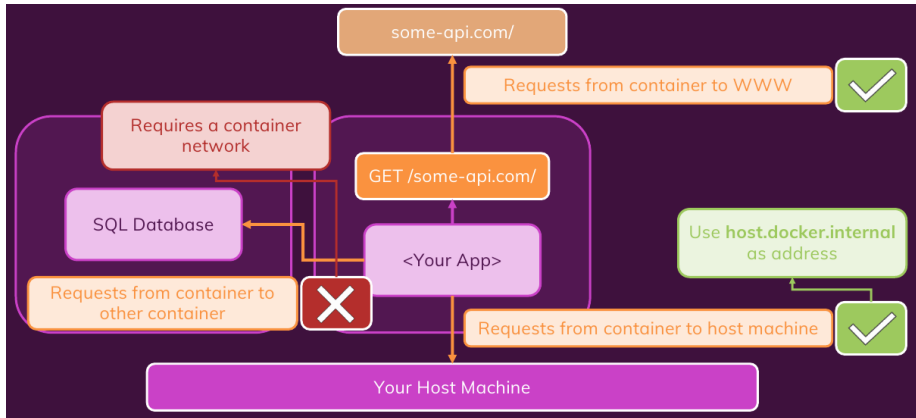 some-api.com/
Requests from container to WWW
Requires a container
network
GET /some-api.com/
SQL Database
<Your App>
Use host.docker.internal
as address
Requests from container to
other container
Requests from container to host machine
Your Host Machine